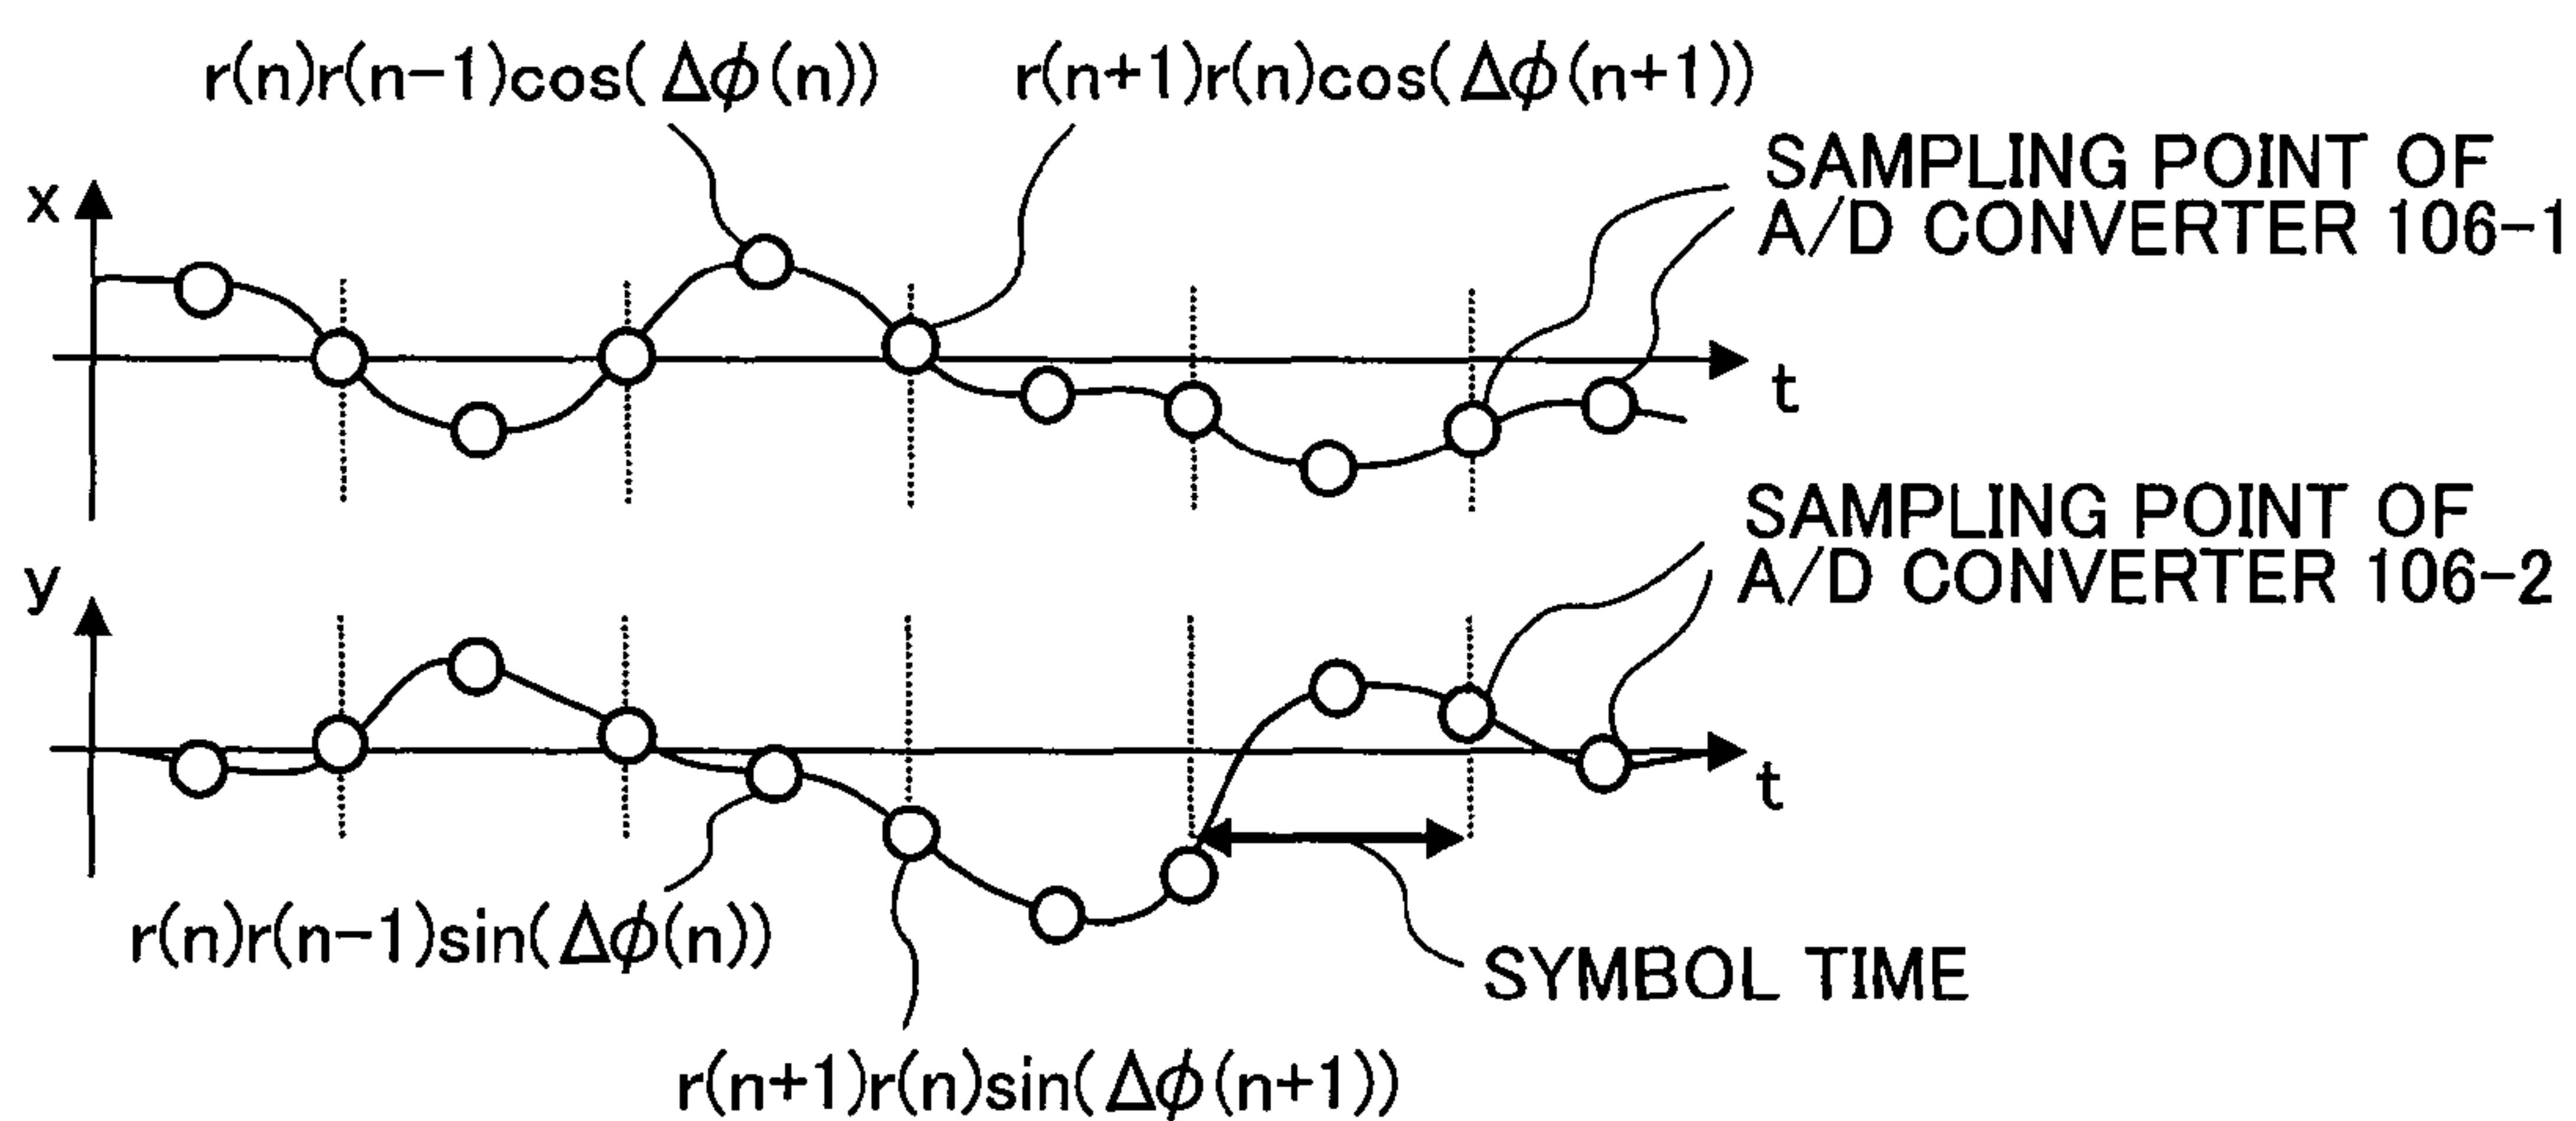 r(n)r(n-1)cos(Δϕ(n))
r(n+1)r(n)cos(Δϕ(n+1))
SAMPLING POINT OF
A/D CONVERTER 106-1
x
t
SAMPLING POINT OF
A/D CONVERTER 106-2
y
t
r(n)r(n-1)sin(Δϕ(n))
SYMBOL TIME
r(n+1)r(n)sin(Δϕ(n+1))